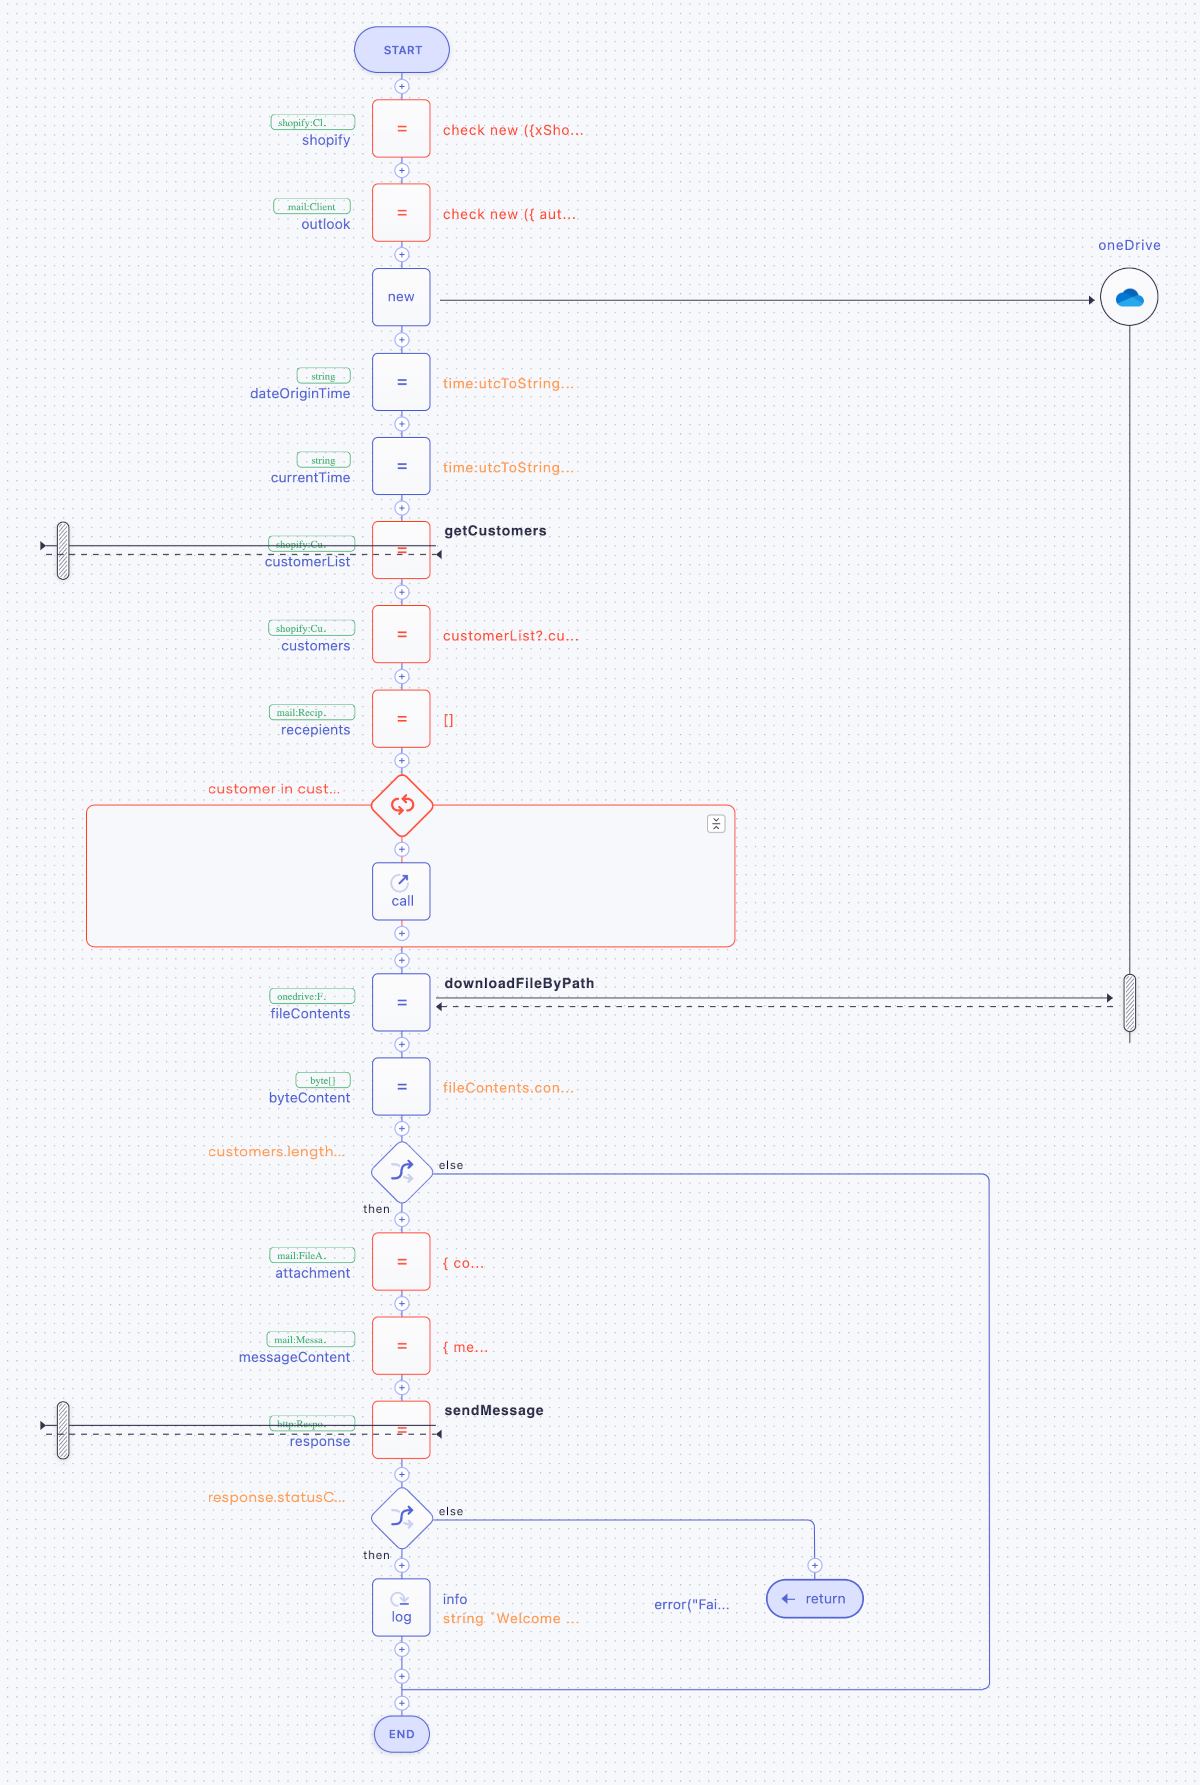 START
shopify:Cl.
shopify
=
check new ({xSho...
mail:Client
outlook
=
check new ({ aut...
oneDrive
new
string
dateOriginTime
=
time:utcToString...
string
currentTime
=
time:utcToString...
getCustomers
shopify:Cu.
customerList
=
shopify:Cu.
customers
=
customerList?.cu...
mail:Recip.
recepients
=
[]
customer in cust...
call
downloadFileByPath
onedrive:F.
fileContents
=
byte[]
byteContent
=
fileContents.con...
customers.length...
else
then
mail:FileA.
attachment
=
{ co...
mail:Messa.
messageContent
=
{ me...
sendMessage
http:Respo.
response
=
response.statusC...
else
then
log
info
string `Welcome ...
error("Fai...
return
END